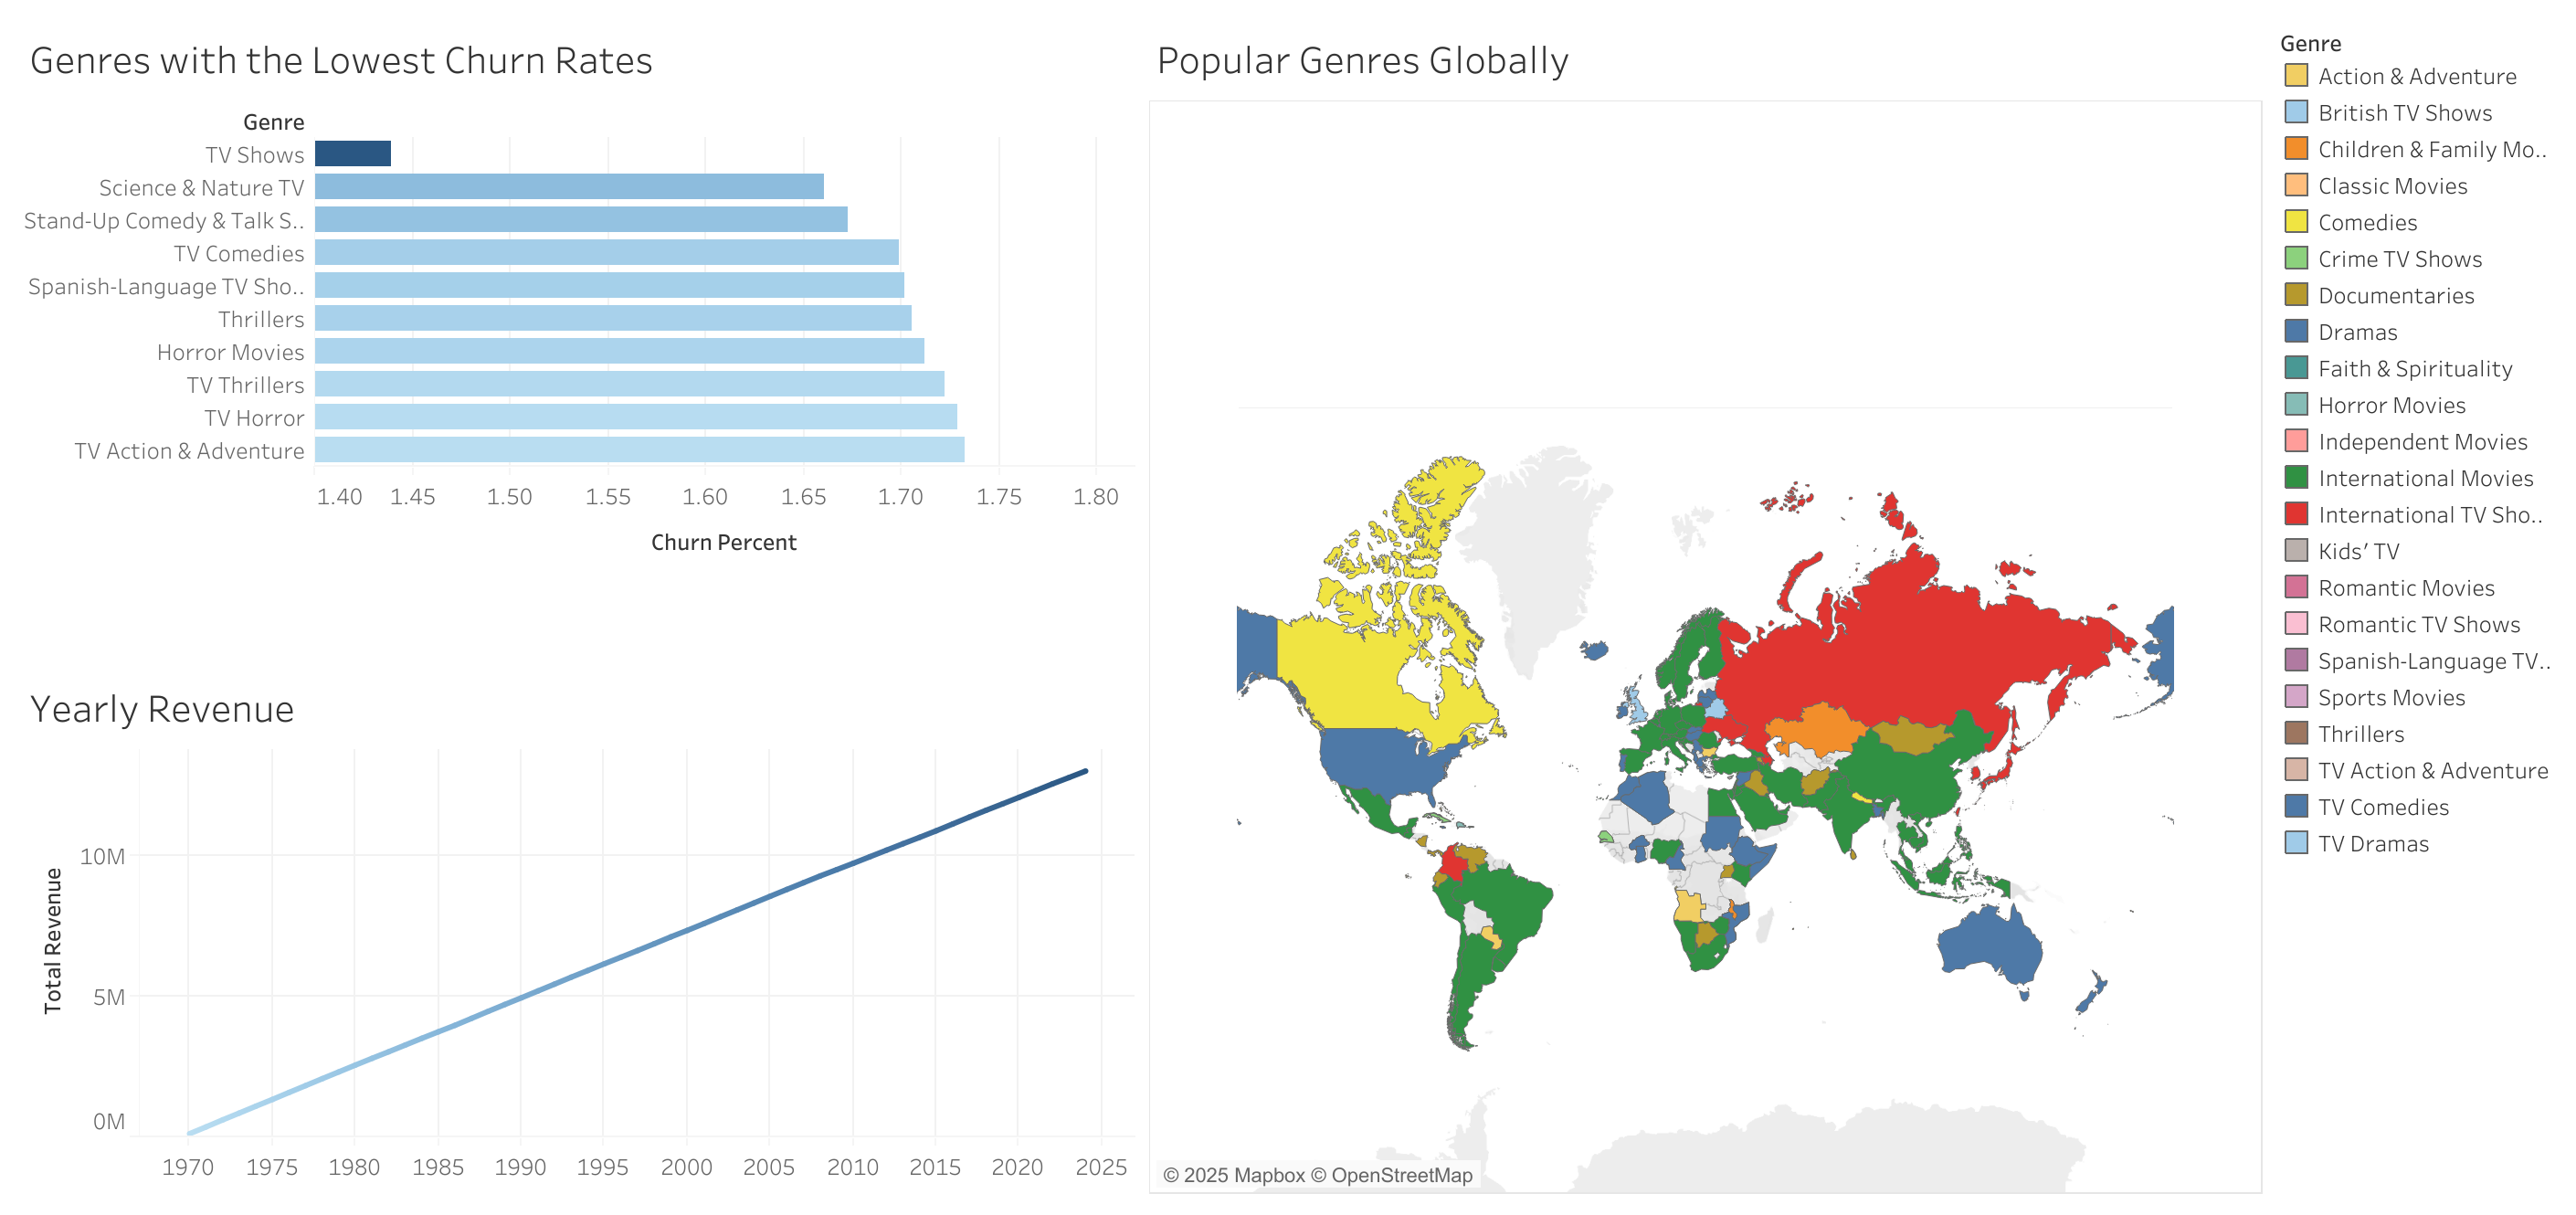 Genres with the Lowest Churn Rates
Genre
TV Shows
Science & Nature TV
Stand-Up Comedy & Talk S..
TV Comedies
Spanish-Language TV Sho..
Thrillers
Horror Movies
TV Thrillers
TV Horror
TV Action & Adventure
1.40 1.45 1.50 1.55 1.60 1.65 1.70 1.75 1.80
Churn Percent
Yearly Revenue
Total Revenue
10M
5M
0M
1970 1975 1980 1985 1990 1995 2000 2005 2010 2015 2020 2025
Popular Genres Globally
© 2025 Mapbox © OpenStreetMap
Genre
Action & Adventure
British TV Shows
Children & Family Mo..
Classic Movies
Comedies
Crime TV Shows
Documentaries
Dramas
Faith & Spirituality
Horror Movies
Independent Movies
International Movies
International TV Sho..
Kids' TV
Romantic Movies
Romantic TV Shows
Spanish-Language TV..
Sports Movies
Thrillers
TV Action & Adventure
TV Comedies
TV Dramas